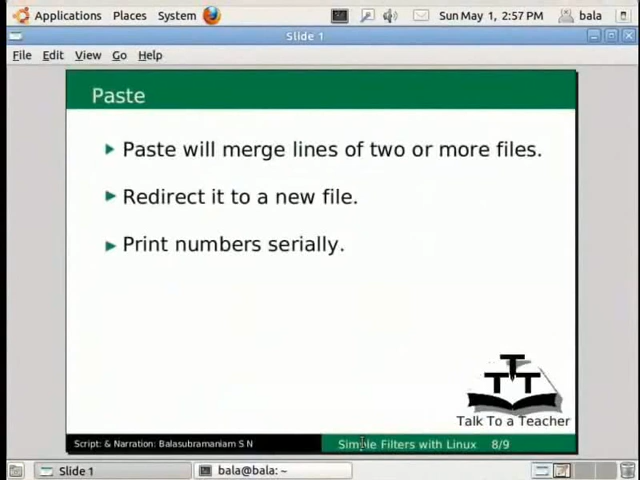 Applications Places System Sun May 1, 2:57 PM bala
Slide 1
File Edit View Go Help
Paste
Paste will merge lines of two or more files.
Redirect it to a new file.
Print numbers serially.
TTT
Talk To a Teacher
Script: & Narration: Balasubramaniam S N Simple Filters with Linux 8/9
Slide 1 bala@bala: ~